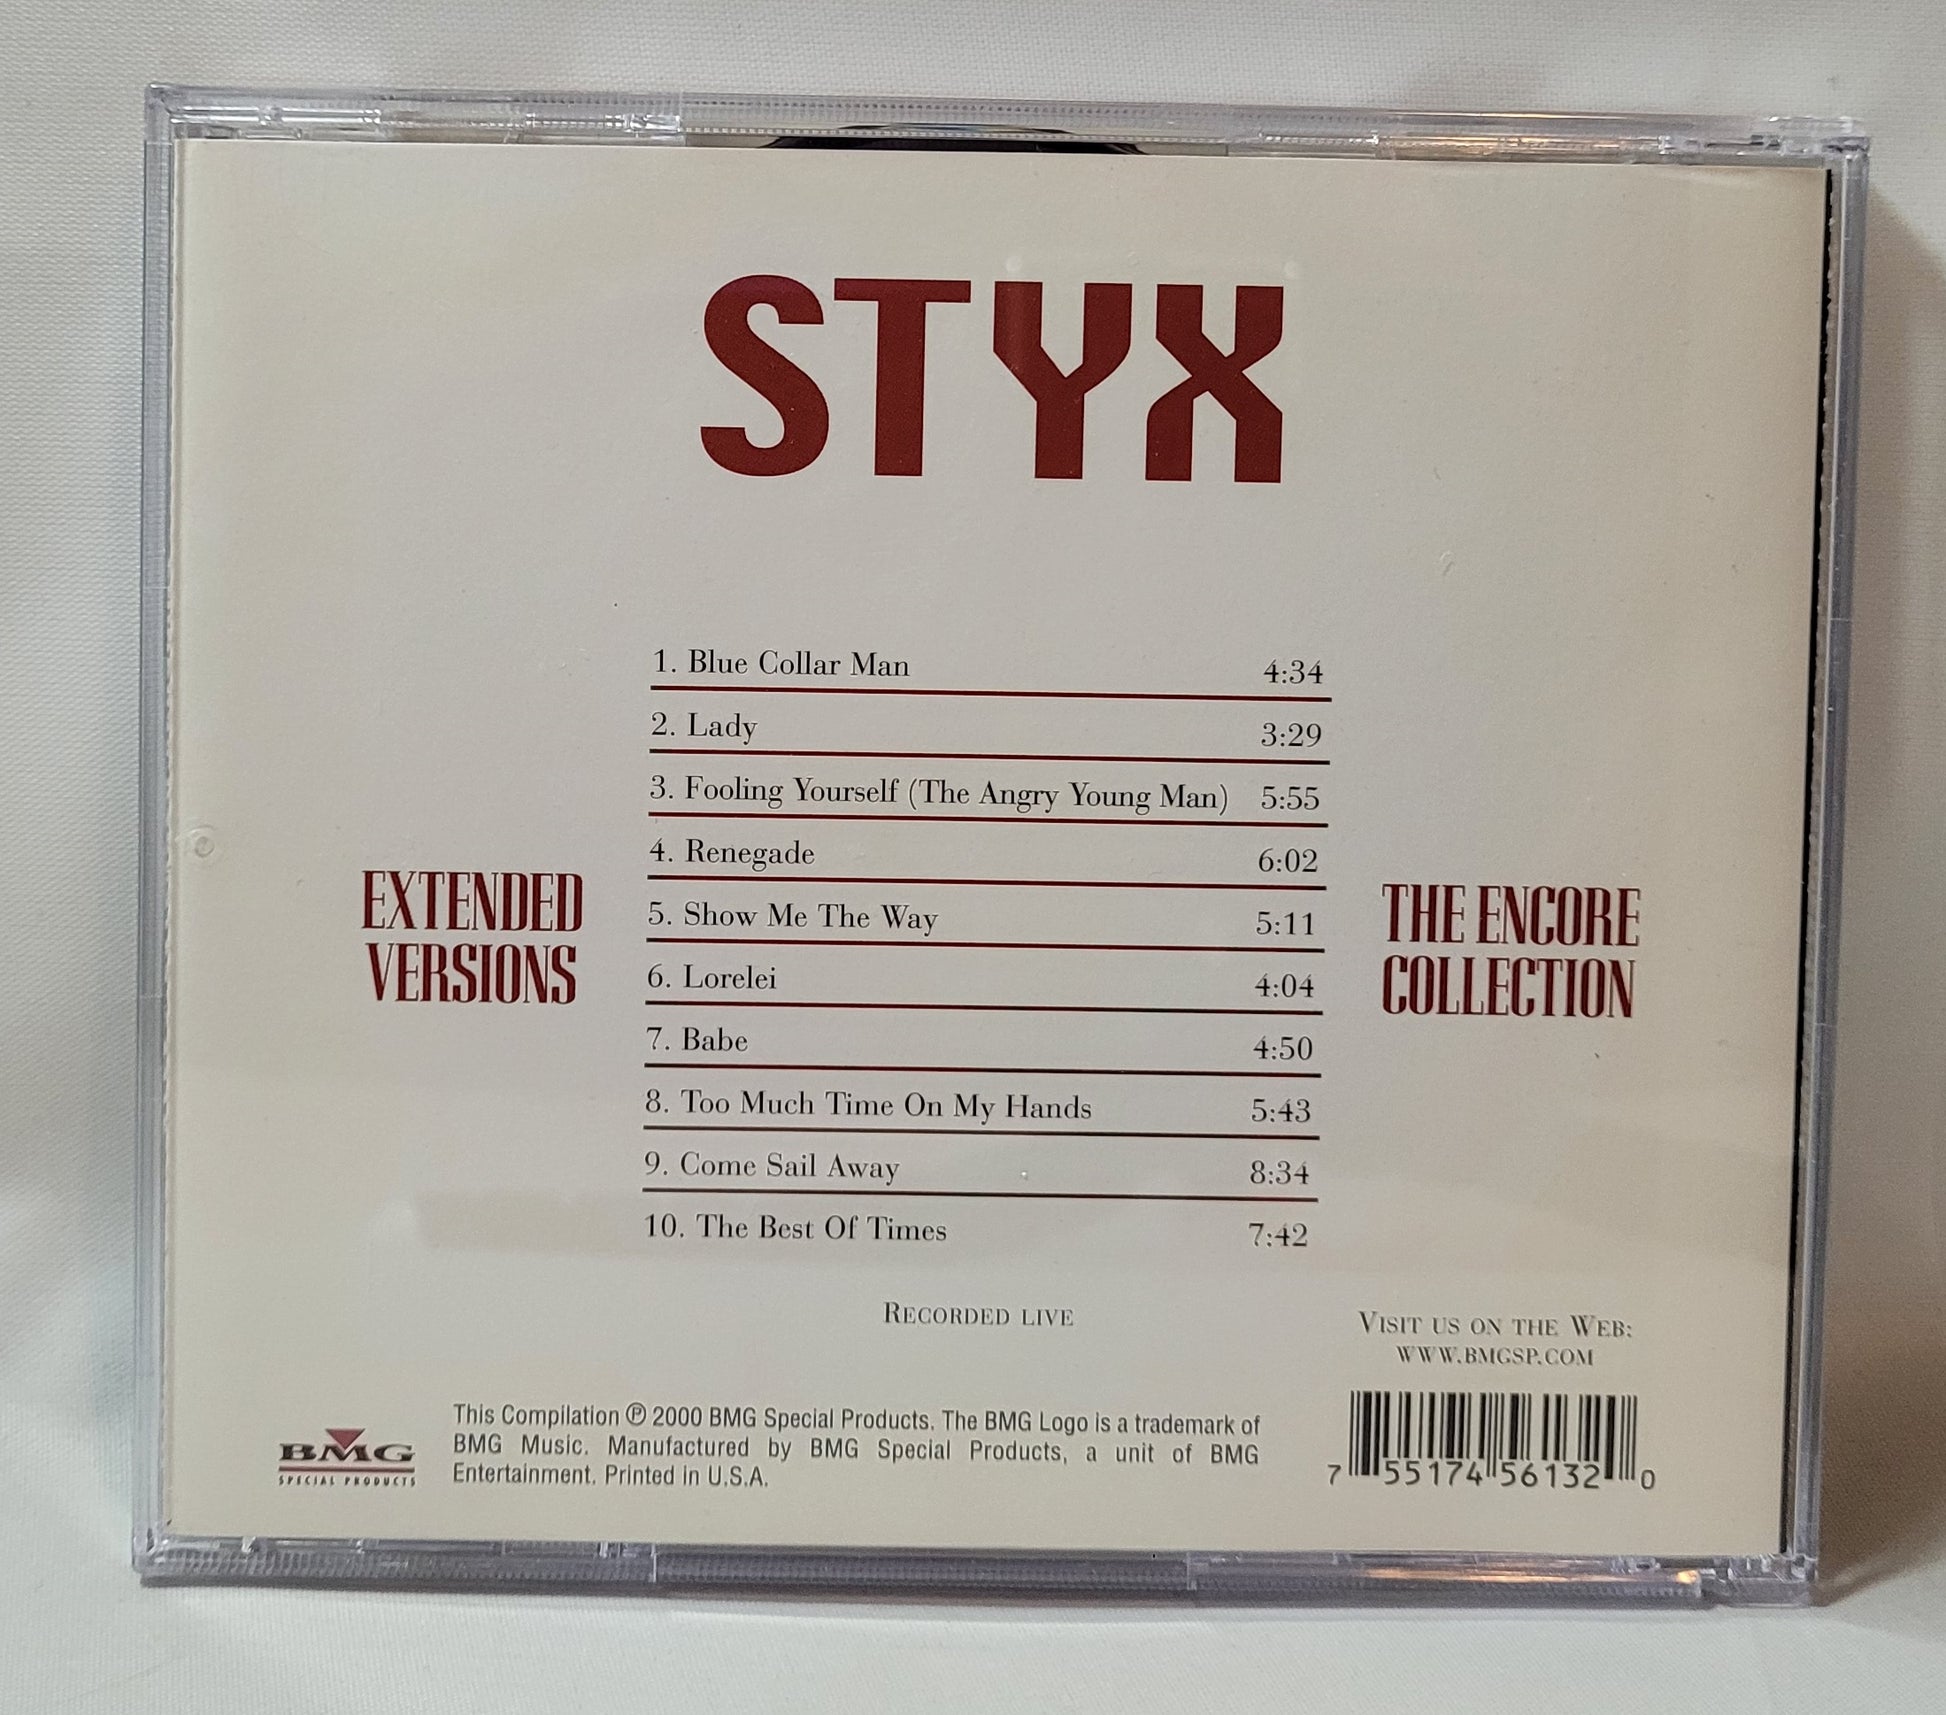 STYX
1. Blue Collar Man 4:34
2. Lady 3:29
3. Fooling Yourself (The Angry Young Man) 5:55
4. Renegade 6:02
5. Show Me The Way 5:11
6. Lorelei 4:04
7. Babe 4:50
8. Too Much Time On My Hands 5:43
9. Come Sail Away 8:34
10. The Best Of Times 7:42
EXTENDED
VERSIONS
THE ENCORE
COLLECTION
RECORDED LIVE
VISIT US ON THE WEB:
WWW.BMGSP.COM
BMG
SPECIAL PRODUCTS
This Compilation ℗ 2000 BMG Special Products. The BMG Logo is a trademark of
BMG Music. Manufactured by BMG Special Products, a unit of BMG
Entertainment. Printed in U.S.A.
7 55174 56132 0